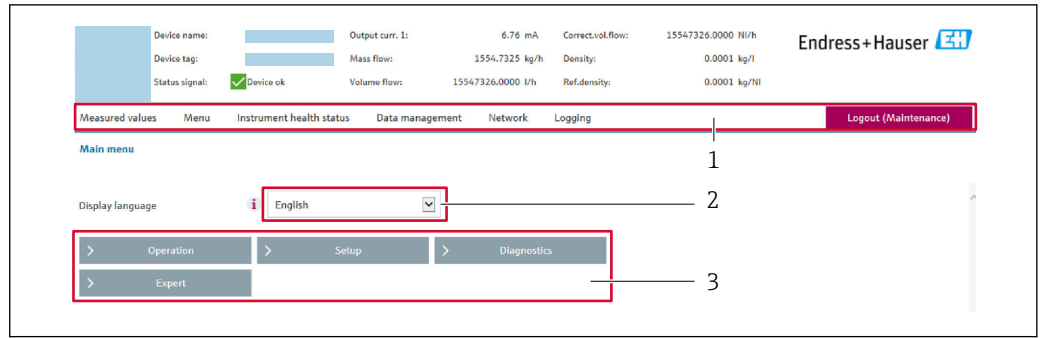 Device name: Output curr. 1: 6.76 mA Correct.vol.flow: 15547326.0000 Nl/h
Endress+Hauser EH
Device tag: Mass flow: 1554.7325 kg/h Density: 0.0001 kg/l
Status signal: Device ok Volume flow: 15547326.0000 l/h Ref.density: 0.0001 kg/Nl
Measured values Menu Instrument health status Data management Network Logging Logout (Maintenance)
1
Main menu
Display language i English 2
Operation Setup Diagnostics
Expert 3